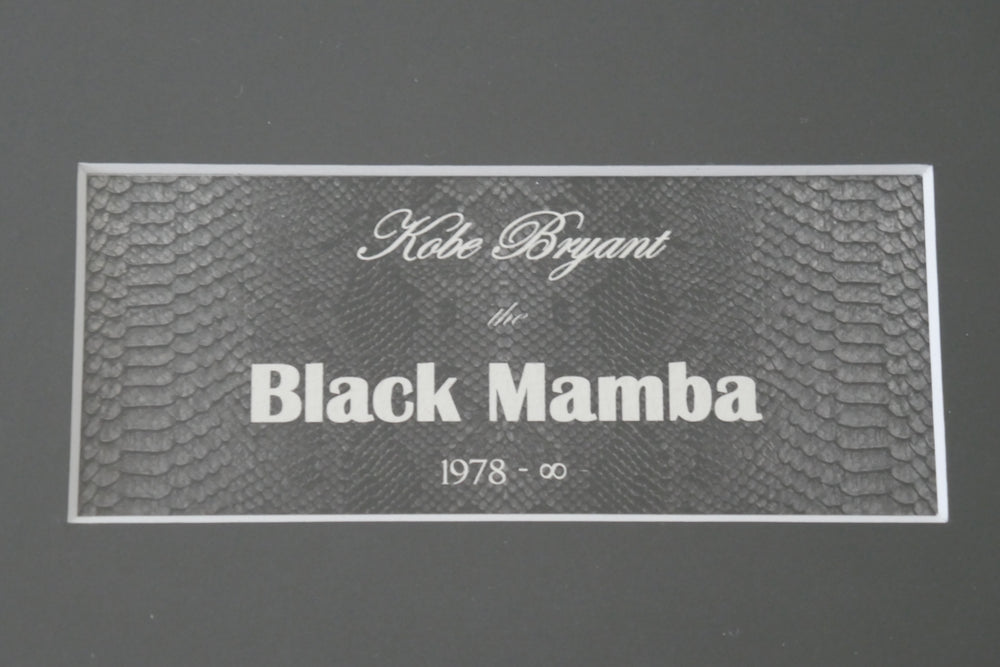 Kobe Bryant
the
Black Mamba
1978 - ∞